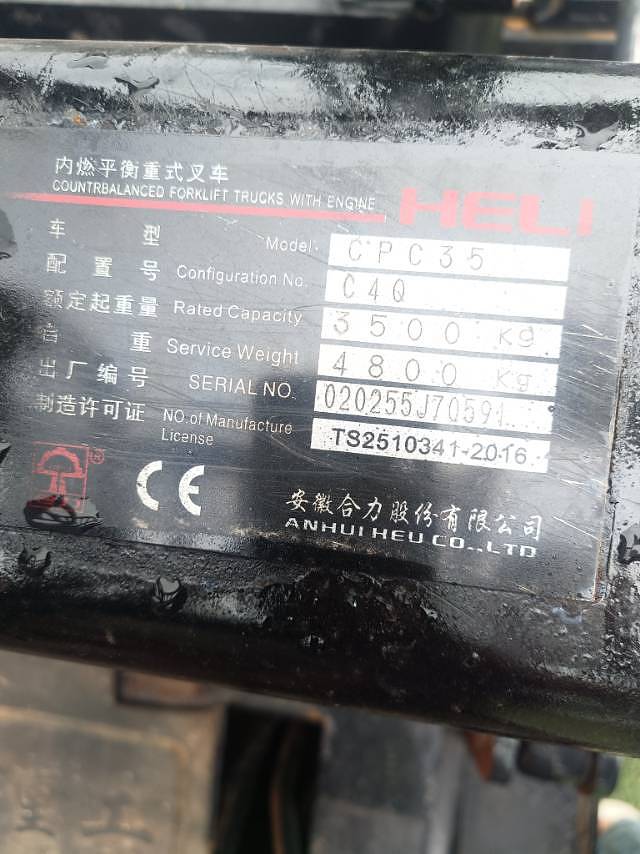 内燃平衡重式叉车
COUNTRBALANCED FORKLIFT TRUCKS WITH ENGINE
HELI
车型 Model CPC35
配置号 Configuration No. C4Q
额定起重量 Rated Capacity 3500 kg
自重 Service Weight 4800 kg
出厂编号 SERIAL NO. 020255J70591
制造许可证 NO. of Manufacture License TS2510341-2016
CE
安徽合力股份有限公司
ANHUI HELI CO.,LTD
重工